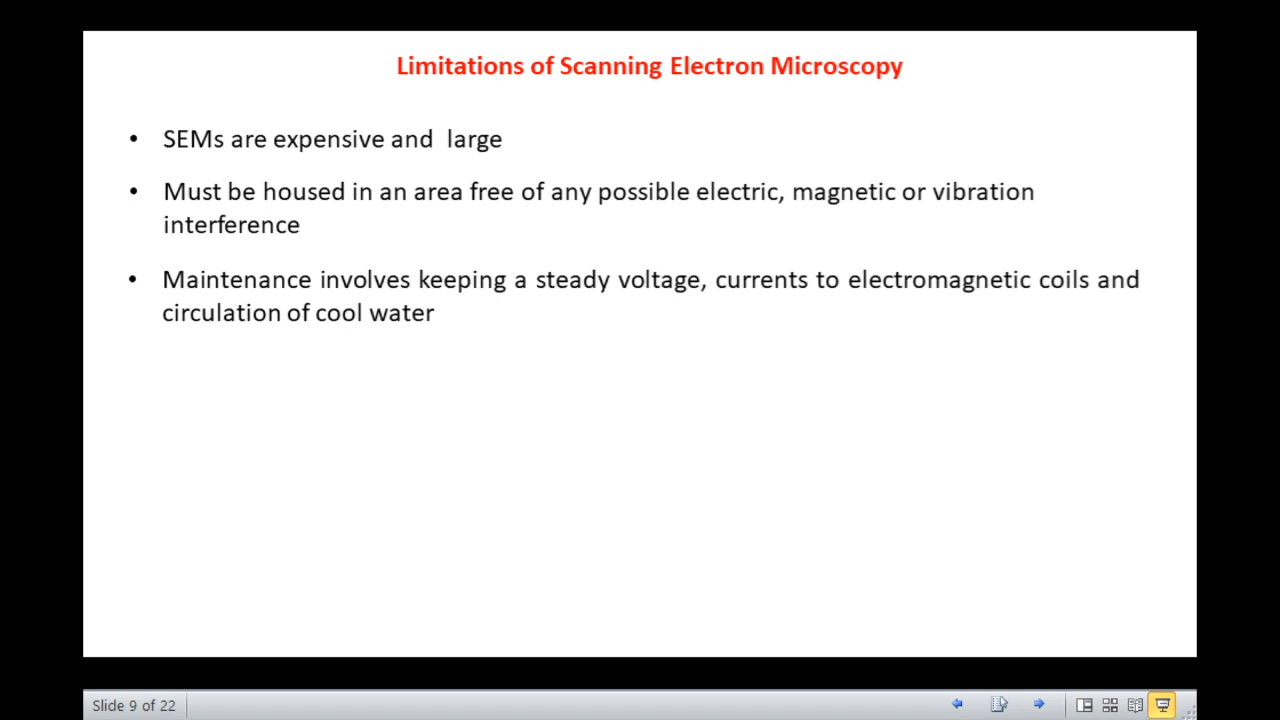 Limitations of Scanning Electron Microscopy
• SEMs are expensive and  large
• Must be housed in an area free of any possible electric, magnetic or vibration
interference
• Maintenance involves keeping a steady voltage, currents to electromagnetic coils and
circulation of cool water
Slide 9 of 22